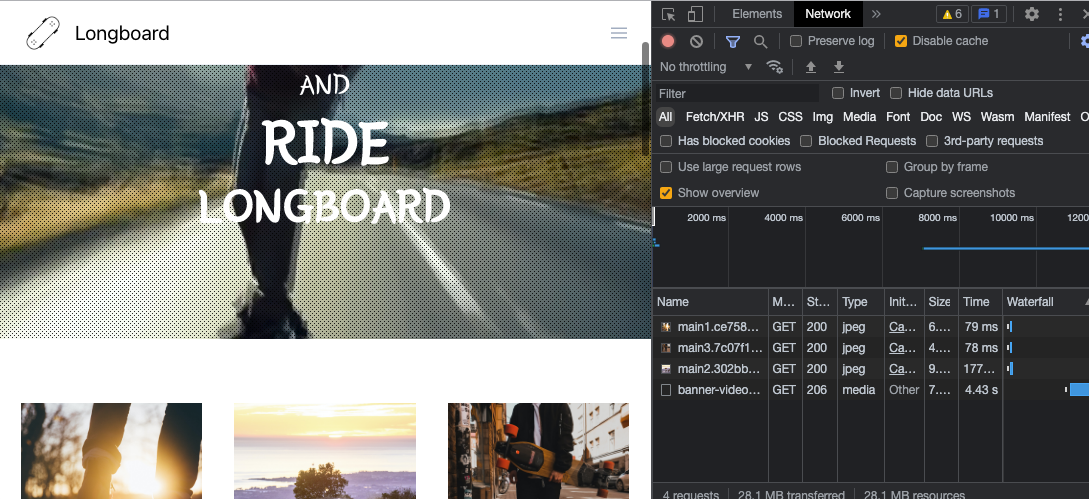 Longboard
AND
RIDE
LONGBOARD
Elements Network 6 1
Preserve log Disable cache
No throttling
Filter Invert Hide data URLs
All Fetch/XHR JS CSS Img Media Font Doc WS Wasm Manifest O
Has blocked cookies Blocked Requests 3rd-party requests
Use large request rows Group by frame
Show overview Capture screenshots
2000 ms 4000 ms 6000 ms 8000 ms 10000 ms 1200
Name M... St... Type Init... Size Time Waterfall
main1.ce758... GET 200 jpeg Ca... 6.... 79 ms
main3.7c07f1... GET 200 jpeg Ca... 4.... 78 ms
main2.302bb... GET 200 jpeg Ca... 9.... 177...
banner-video... GET 206 media Other 7.... 4.43 s
4 requests 28.1 MB transferred 28.1 MB resources